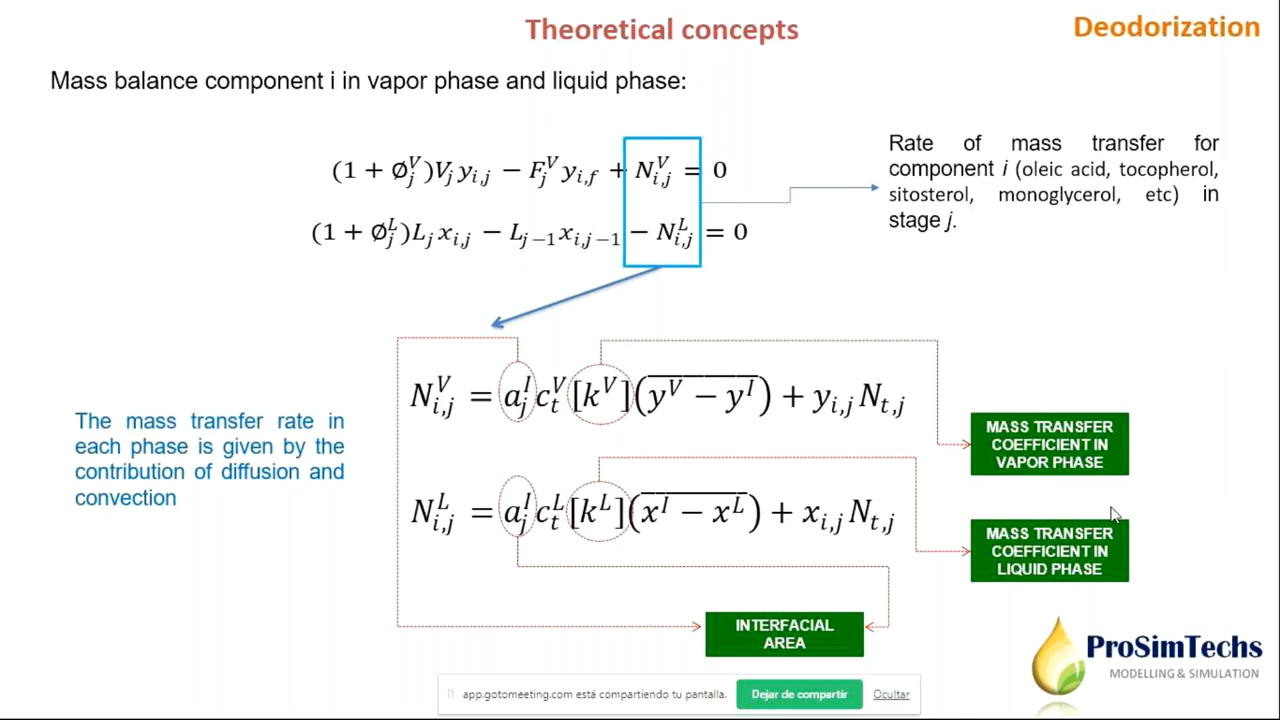 Theoretical concepts
Deodorization
Mass balance component i in vapor phase and liquid phase:
(1 + ∅_j^V)V_j y_{i,j} − F_j^V y_{i,f} + N_{i,j}^V = 0
(1 + ∅_j^L)L_j x_{i,j} − L_{j−1} x_{i,j−1} − N_{i,j}^L = 0
Rate of mass transfer for
component i (oleic acid, tocopherol,
sitosterol, monoglycerol, etc) in
stage j.
N_{i,j}^V = a_j^I c_t^V [k^V](\overline{y^V − y^I}) + y_{i,j} N_{t,j}
The mass transfer rate in
each phase is given by the
contribution of diffusion and
convection
MASS TRANSFER
COEFFICIENT IN
VAPOR PHASE
N_{i,j}^L = a_j^I c_t^L [k^L](\overline{x^I − x^L}) + x_{i,j} N_{t,j}
MASS TRANSFER
COEFFICIENT IN
LIQUID PHASE
INTERFACIAL
AREA
ProSimTechs
MODELLING & SIMULATION
app.gotomeeting.com está compartiendo tu pantalla.
Dejar de compartir
Ocultar